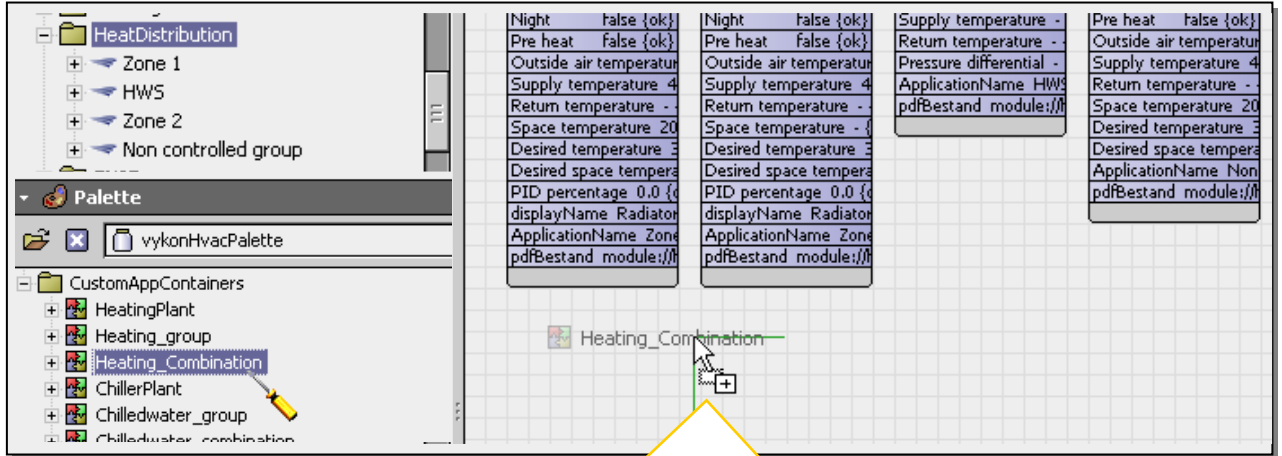 HeatDistribution
Zone 1
HWS
Zone 2
Non controlled group
Palette
vykonHvacPalette
CustomAppContainers
HeatingPlant
Heating_group
Heating_Combination
ChillerPlant
Chilledwater_group
Chilledwater_combination
Night False {ok}
Pre heat false {ok}
Outside air temperatur
Supply temperature 4
Return temperature - -
Space temperature 20
Desired temperature 3
Desired space tempera
PID percentage 0.0 {o
displayName Radiator
ApplicationName Zone
pdfBestand module://h
Night False {ok}
Pre heat false {ok}
Outside air temperatur
Supply temperature 4
Return temperature - -
Space temperature - {
Desired temperature 3
Desired space tempera
PID percentage 0.0 {o
displayName Radiator
ApplicationName Zone
pdfBestand module://h
Supply temperature -
Return temperature - -
Pressure differential -
ApplicationName HWS
pdfBestand module://h
Pre heat False {ok}
Outside air temperatur
Supply temperature 4
Return temperature - -
Space temperature 20
Desired temperature 3
Desired space tempera
ApplicationName Non
pdfBestand module://h
Heating_Combination